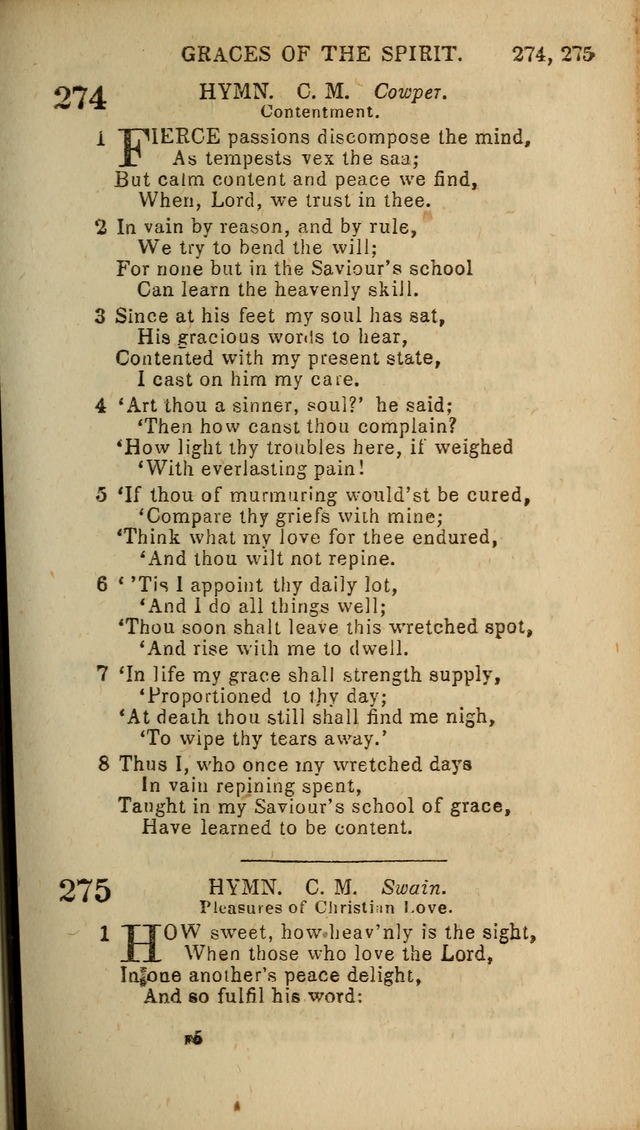 GRACES OF THE SPIRIT. 274, 275
274 HYMN. C. M. Cowper.
Contentment.
1 FIERCE passions discompose the mind,
As tempests vex the saa;
But calm content and peace we find,
When, Lord, we trust in thee.
2 In vain by reason, and by rule,
We try to bend the will;
For none but in the Saviour's school
Can learn the heavenly skill.
3 Since at his feet my soul has sat,
His gracious words to hear,
Contented with my present state,
I cast on him my care.
4 ‘Art thou a sinner, soul?’ he said;
‘Then how canst thou complain?
‘How light thy troubles here, if weighed
‘With everlasting pain!
5 ‘If thou of murmuring would'st be cured,
‘Compare thy griefs with mine;
‘Think what my love for thee endured,
‘And thou wilt not repine.
6 ‘ 'Tis I appoint thy daily lot,
‘And I do all things well;
‘Thou soon shalt leave this wretched spot,
‘And rise with me to dwell.
7 ‘In life my grace shall strength supply,
‘Proportioned to thy day;
‘At death thou still shall find me nigh,
‘To wipe thy tears away.’
8 Thus I, who once my wretched days
In vain repining spent,
Taught in my Saviour's school of grace,
Have learned to be content.
275 HYMN. C. M. Swain.
Pleasures of Christian Love.
1 HOW sweet, how heav'nly is the sight,
When those who love the Lord,
In one another's peace delight,
And so fulfil his word:
F5